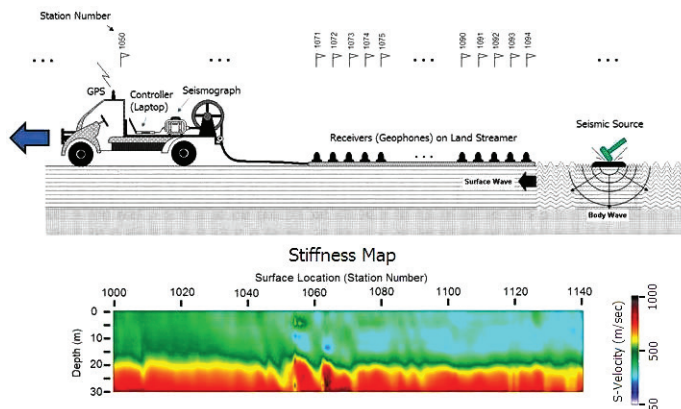 Station Number
1050
1071
1072
1073
1074
1075
1090
1091
1092
1093
1094
GPS
Controller
(Laptop)
Seismograph
Receivers (Geophones) on Land Streamer
Seismic Source
Surface Wave
Body Wave
Stiffness Map
Surface Location (Station Number)
1000 1020 1040 1060 1080 1100 1120 1140
Depth (m)
0
10
20
30
S-Velocity (m/sec)
1000
500
50